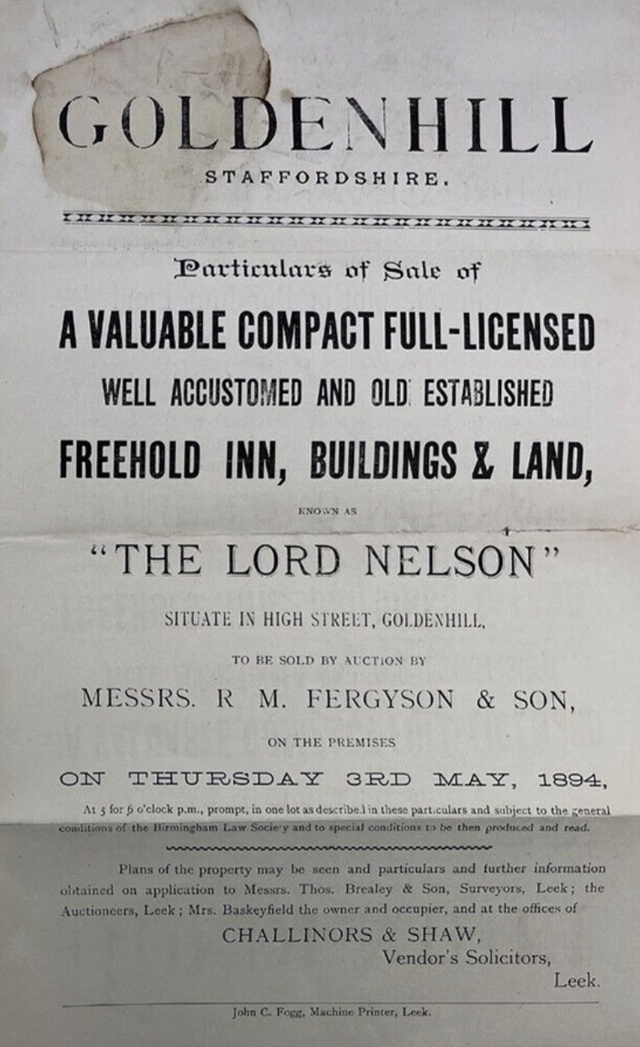 GOLDENHILL
STAFFORDSHIRE.
Particulars of Sale of
A VALUABLE COMPACT FULL-LICENSED
WELL ACCUSTOMED AND OLD ESTABLISHED
FREEHOLD INN, BUILDINGS & LAND,
KNOWN AS
"THE LORD NELSON"
SITUATE IN HIGH STREET, GOLDENHILL,
TO BE SOLD BY AUCTION BY
MESSRS. R M. FERGYSON & SON,
ON THE PREMISES
ON THURSDAY 3RD MAY, 1894,
At 5 for 6 o'clock p.m., prompt, in one lot as described in these particulars and subject to the general
conditions of the Birmingham Law Society and to special conditions to be then produced and read.
Plans of the property may be seen and particulars and further information
obtained on application to Messrs. Thos. Brealey & Son, Surveyors, Leek; the
Auctioneers, Leek; Mrs. Baskeyfield the owner and occupier, and at the offices of
CHALLINORS & SHAW,
Vendor's Solicitors,
Leek.
John C. Fogg, Machine Printer, Leek.